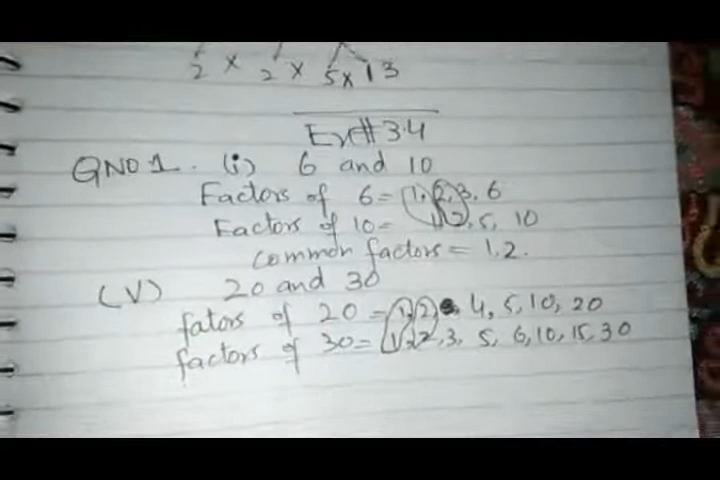 2 x 2 x 5 x 13
Ex# 3.4
QNO 1. (i) 6 and 10
Factors of 6 = 1, 2, 3, 6
Factors of 10 = 1, 2, 5, 10
common factors = 1, 2.
(V) 20 and 30
fators of 20 = 1, 2, 4, 5, 10, 20
factors of 30 = 1, 2, 3, 5, 6, 10, 15, 30